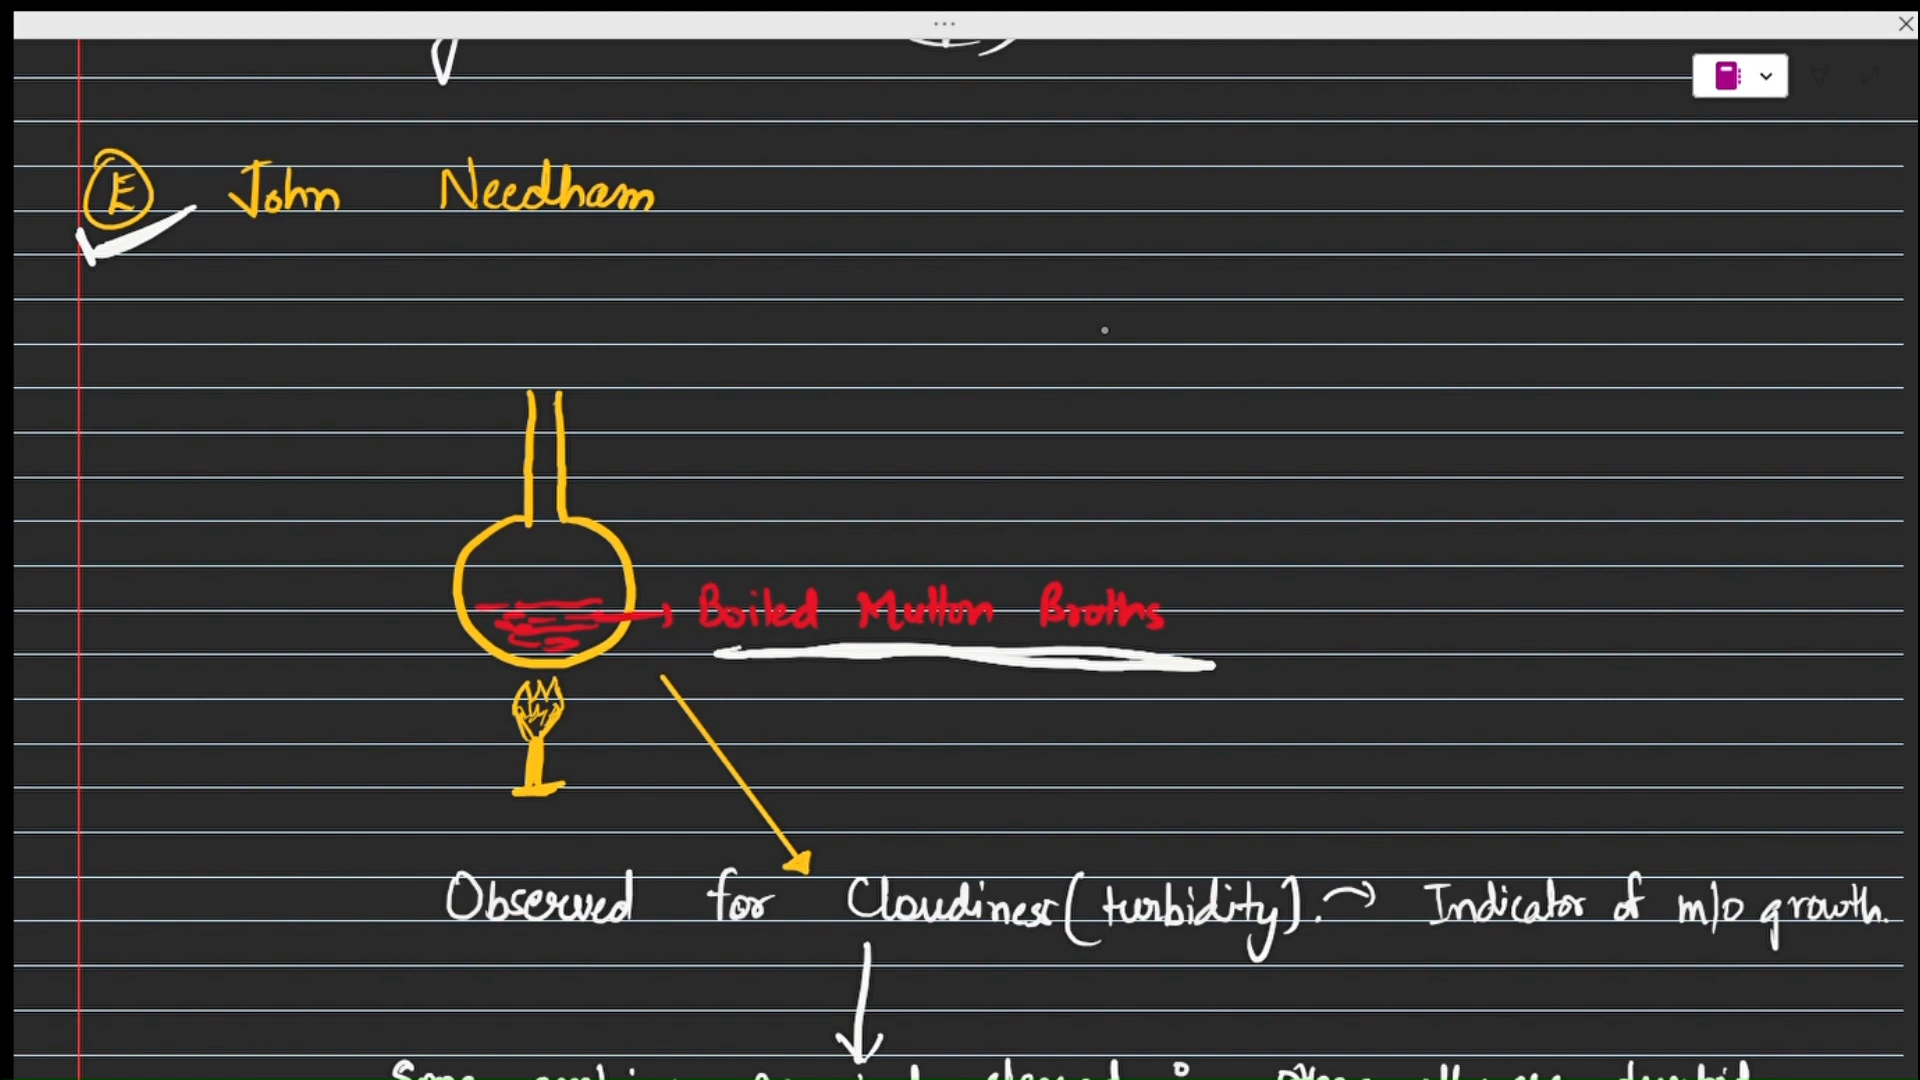 E John Needham
Boiled Mutton Broths
Observed for Cloudiness (turbidity). → Indicator of m/o growth.